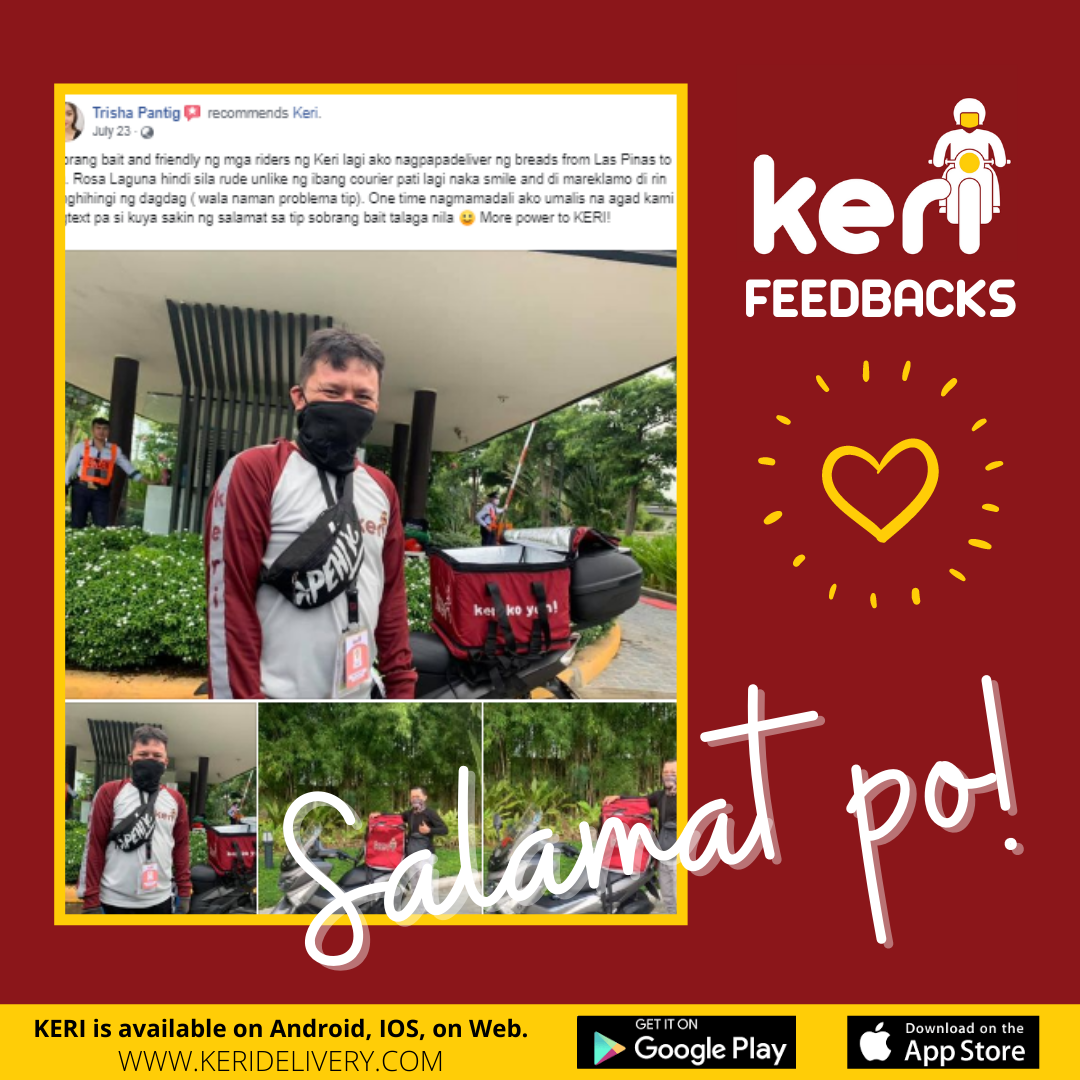 Trisha Pantig recommends Keri.
July 23
orang bait and friendly ng mga riders ng Keri lagi ako nagpapadeliver ng breads from Las Pinas to
. Rosa Laguna hindi sila rude unlike ng ibang courier pati lagi naka smile and di mareklamo di rin
ghihingi ng dagdag ( wala naman problema tip). One time nagmamadali ako umalis na agad kami
text pa si kuya sakin ng salamat sa tip sobrang bait talaga nila 😀 More power to KERI!
keri
FEEDBACKS
keri
keri
keri
keri ko yan!
keri
Salamat po!
KERI is available on Android, IOS, on Web.
WWW.KERIDELIVERY.COM
GET IT ON
Google Play
Download on the
App Store